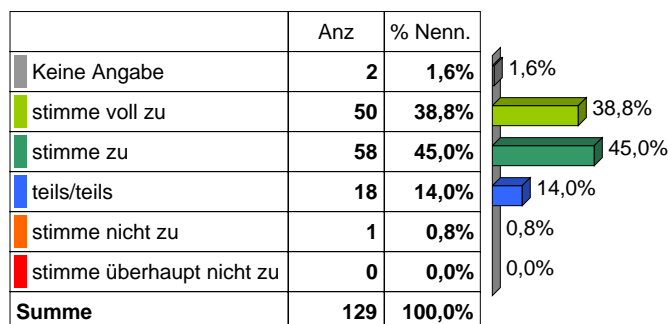 Anz % Nenn.
Keine Angabe 2 1,6% 1,6%
stimme voll zu 50 38,8% 38,8%
stimme zu 58 45,0% 45,0%
teils/teils 18 14,0% 14,0%
stimme nicht zu 1 0,8% 0,8%
stimme überhaupt nicht zu 0 0,0% 0,0%
Summe 129 100,0%